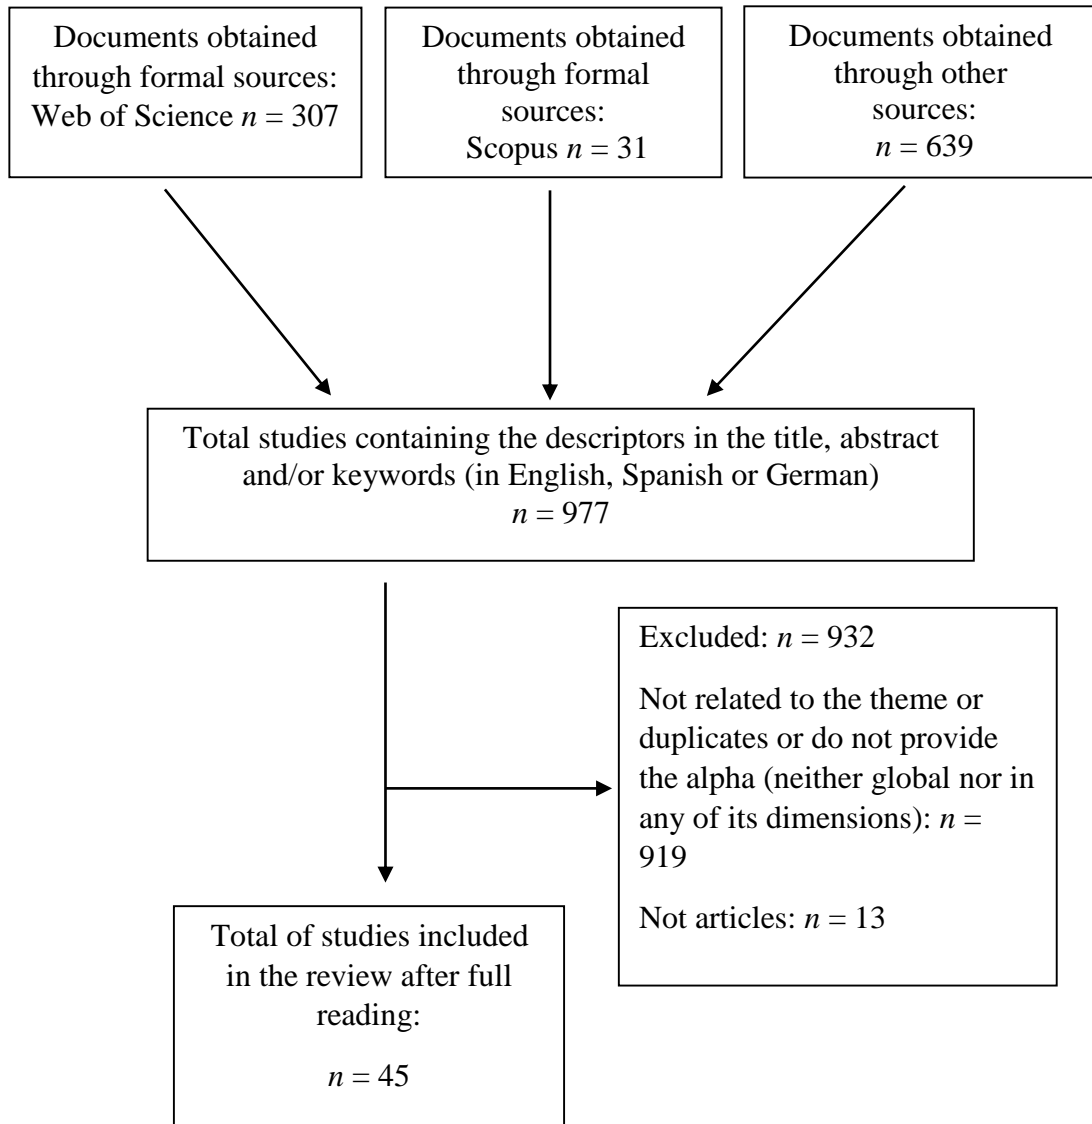 Documents obtained
through formal sources:
Web of Science n = 307
Documents obtained
through formal
sources:
Scopus n = 31
Documents obtained
through other
sources:
n = 639
Total studies containing the descriptors in the title, abstract
and/or keywords (in English, Spanish or German)
n = 977
Excluded: n = 932
Not related to the theme or
duplicates or do not provide
the alpha (neither global nor in
any of its dimensions): n =
919
Not articles: n = 13
Total of studies included
in the review after full
reading:
n = 45